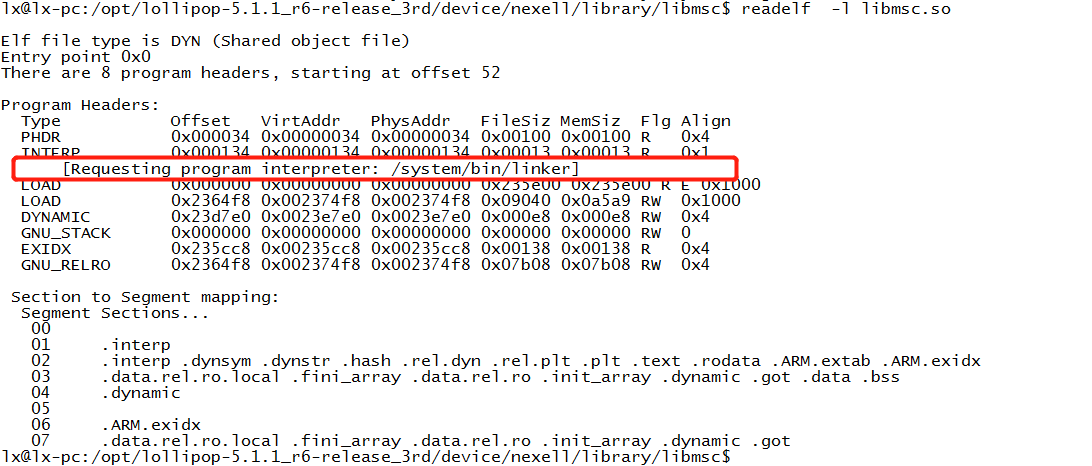 lx@lx-pc:/opt/lollipop-5.1.1_r6-release_3rd/device/nexell/library/libmsc$ readelf  -l libmsc.so

Elf file type is DYN (Shared object file)
Entry point 0x0
There are 8 program headers, starting at offset 52

Program Headers:
  Type           Offset   VirtAddr   PhysAddr   FileSiz MemSiz  Flg Align
  PHDR           0x000034 0x00000034 0x00000034 0x00100 0x00100 R   0x4
  INTERP         0x000134 0x00000134 0x00000134 0x00013 0x00013 R   0x1
      [Requesting program interpreter: /system/bin/linker]
  LOAD           0x000000 0x00000000 0x00000000 0x235e00 0x235e00 R E 0x1000
  LOAD           0x2364f8 0x002374f8 0x002374f8 0x09040 0x0a5a9 RW  0x1000
  DYNAMIC        0x23d7e0 0x0023e7e0 0x0023e7e0 0x000e8 0x000e8 RW  0x4
  GNU_STACK      0x000000 0x00000000 0x00000000 0x00000 0x00000 RW  0
  EXIDX          0x235cc8 0x00235cc8 0x00235cc8 0x00138 0x00138 R   0x4
  GNU_RELRO      0x2364f8 0x002374f8 0x002374f8 0x07b08 0x07b08 RW  0x4

 Section to Segment mapping:
  Segment Sections...
   00
   01     .interp
   02     .interp .dynsym .dynstr .hash .rel.dyn .rel.plt .plt .text .rodata .ARM.extab .ARM.exidx
   03     .data.rel.ro.local .fini_array .data.rel.ro .init_array .dynamic .got .data .bss
   04     .dynamic
   05
   06     .ARM.exidx
   07     .data.rel.ro.local .fini_array .data.rel.ro .init_array .dynamic .got
lx@lx-pc:/opt/lollipop-5.1.1_r6-release_3rd/device/nexell/library/libmsc$